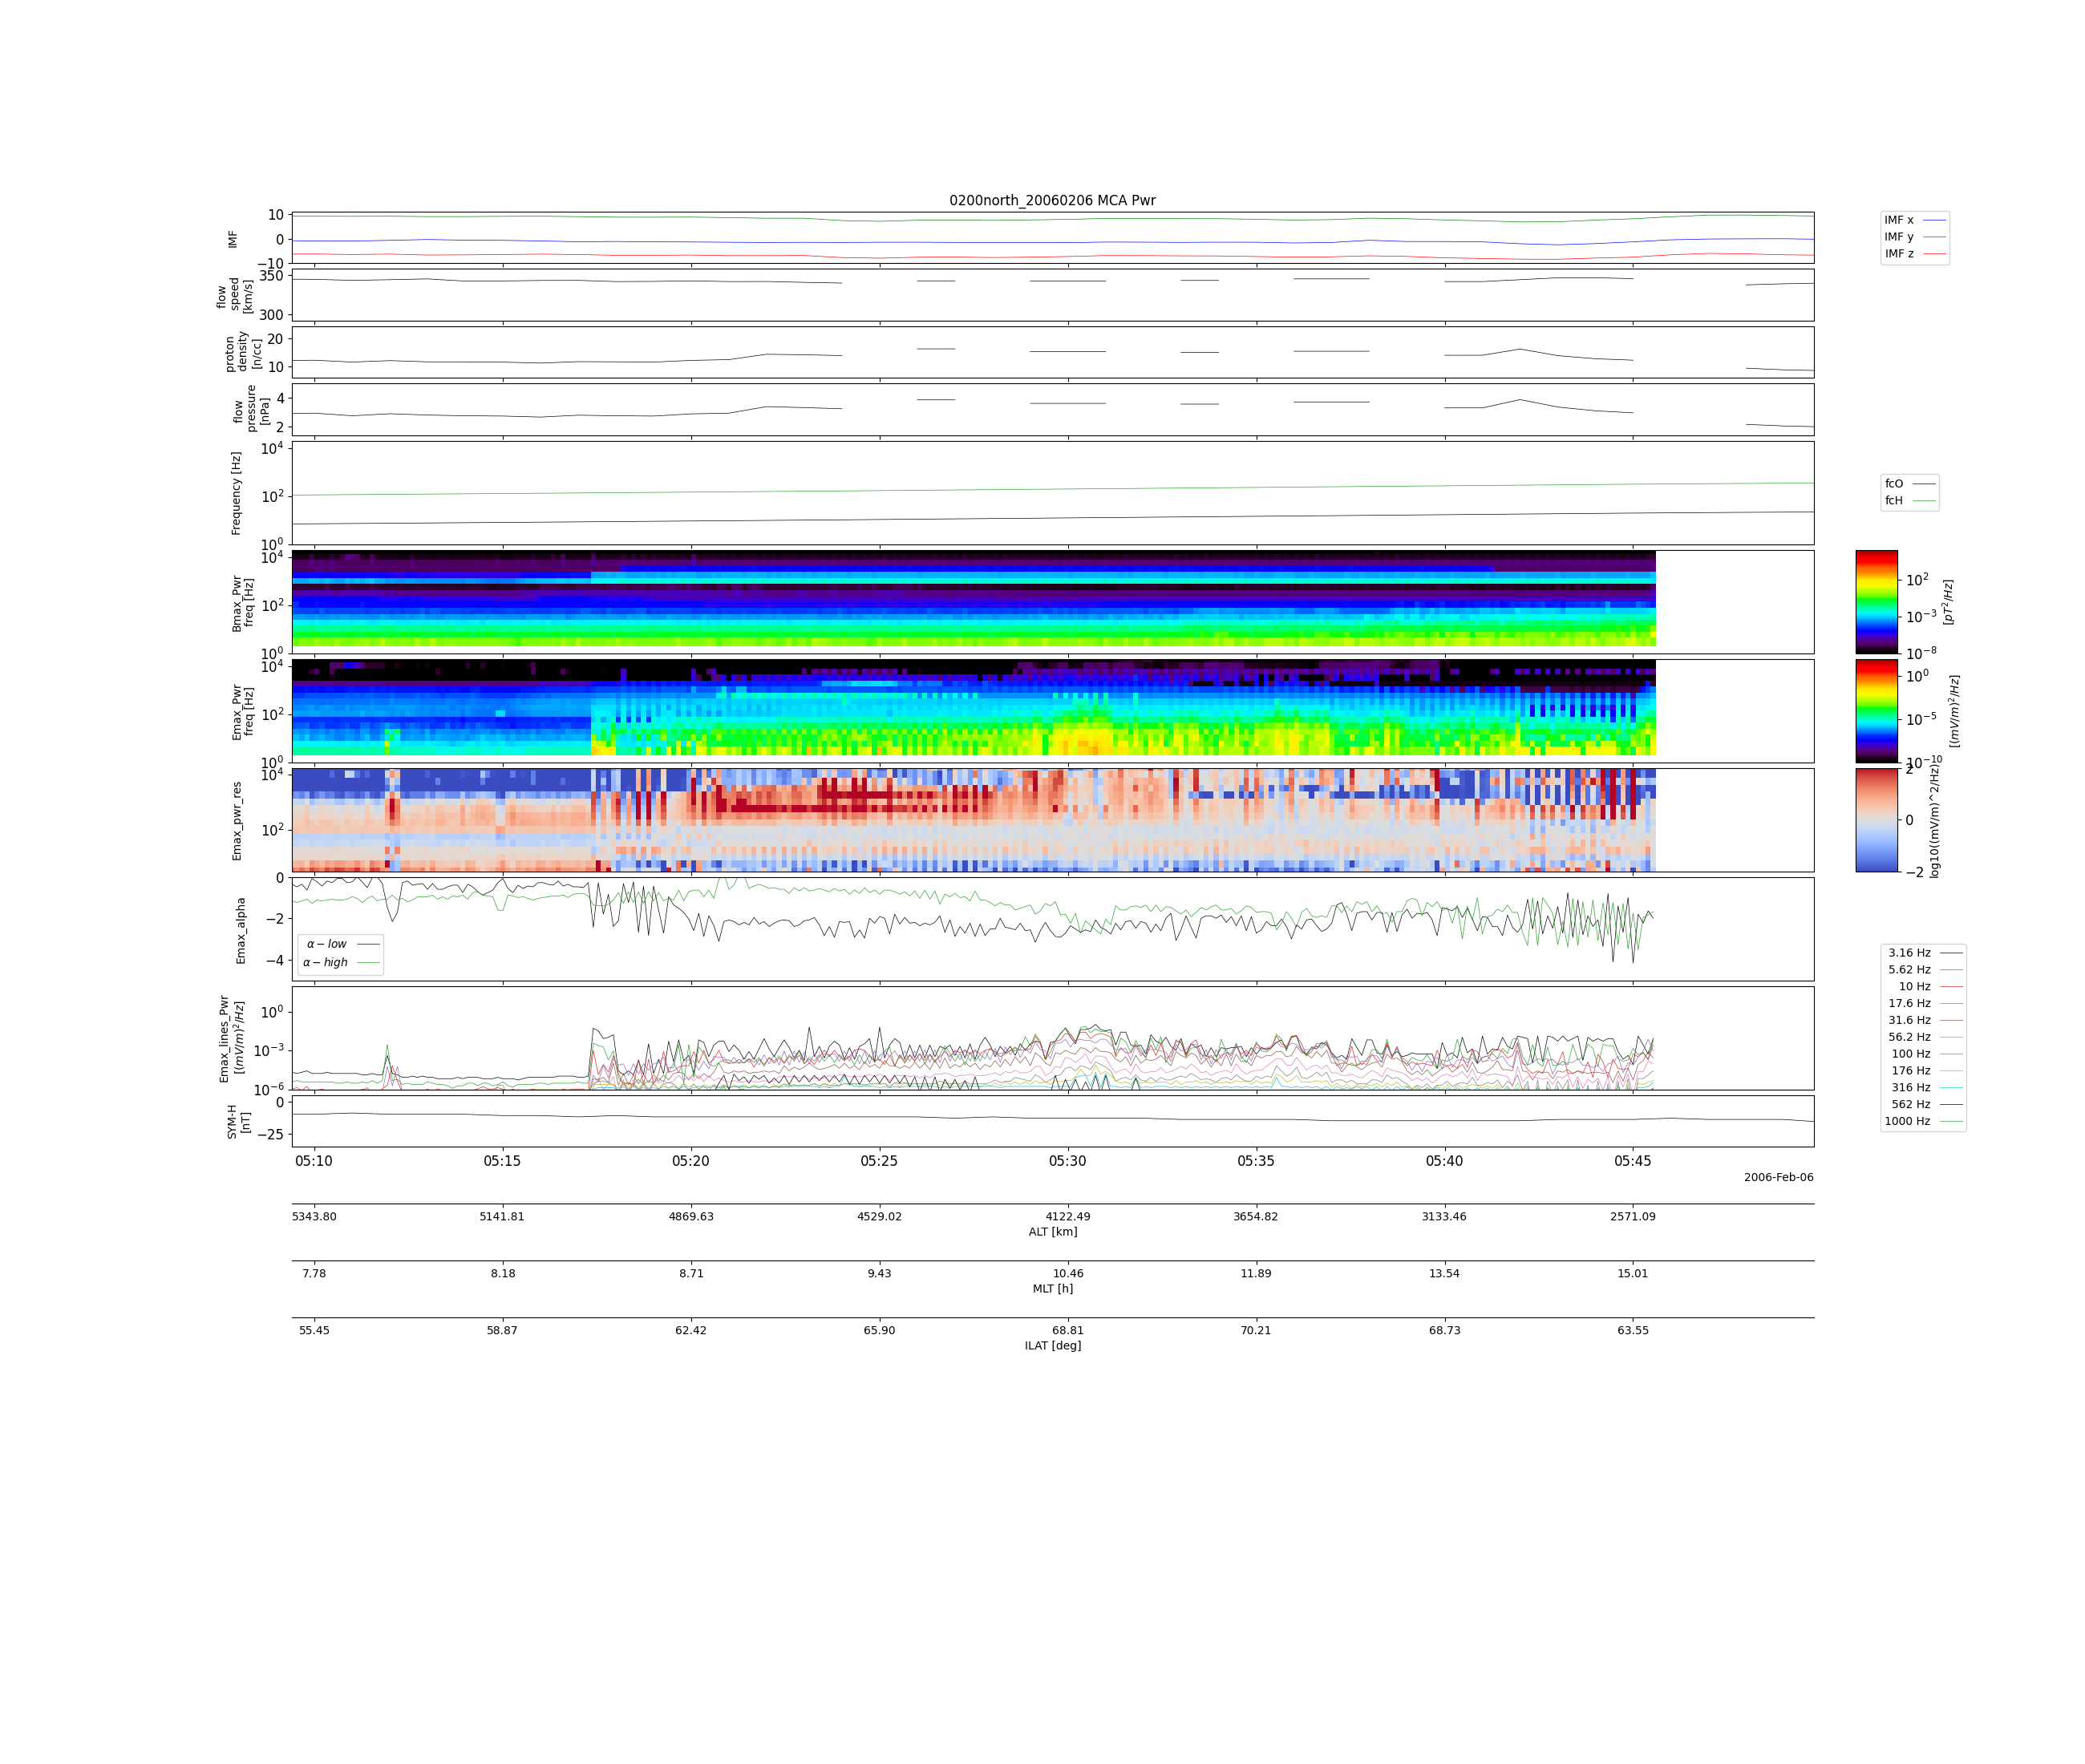 0200north_20060206 MCA Pwr
10
0
−10
IMF
IMF x
IMF y
IMF z
350
300
flow
speed
[km/s]
20
10
proton
density
[n/cc]
4
2
flow
pressure
[nPa]
10^4
10^2
10^0
Frequency [Hz]
fcO
fcH
10^4
10^2
10^0
Bmax_Pwr
freq [Hz]
10^2
10^−3
10^−8
[pT^2/Hz]
10^4
10^2
10^0
Emax_Pwr
freq [Hz]
10^0
10^−5
10^−10
[(mV/m)^2/Hz]
10^4
10^2
Emax_pwr_res
2
0
−2
log10((mV/m)^2/Hz)
0
−2
−4
Emax_alpha
α − low
α − high
10^0
10^−3
10^−6
Emax_lines_Pwr
[(mV/m)^2/Hz]
3.16 Hz
5.62 Hz
10 Hz
17.6 Hz
31.6 Hz
56.2 Hz
100 Hz
176 Hz
316 Hz
562 Hz
1000 Hz
0
−25
SYM-H
[nT]
05:10 05:15 05:20 05:25 05:30 05:35 05:40 05:45
2006-Feb-06
5343.80 5141.81 4869.63 4529.02 4122.49 3654.82 3133.46 2571.09
ALT [km]
7.78 8.18 8.71 9.43 10.46 11.89 13.54 15.01
MLT [h]
55.45 58.87 62.42 65.90 68.81 70.21 68.73 63.55
ILAT [deg]